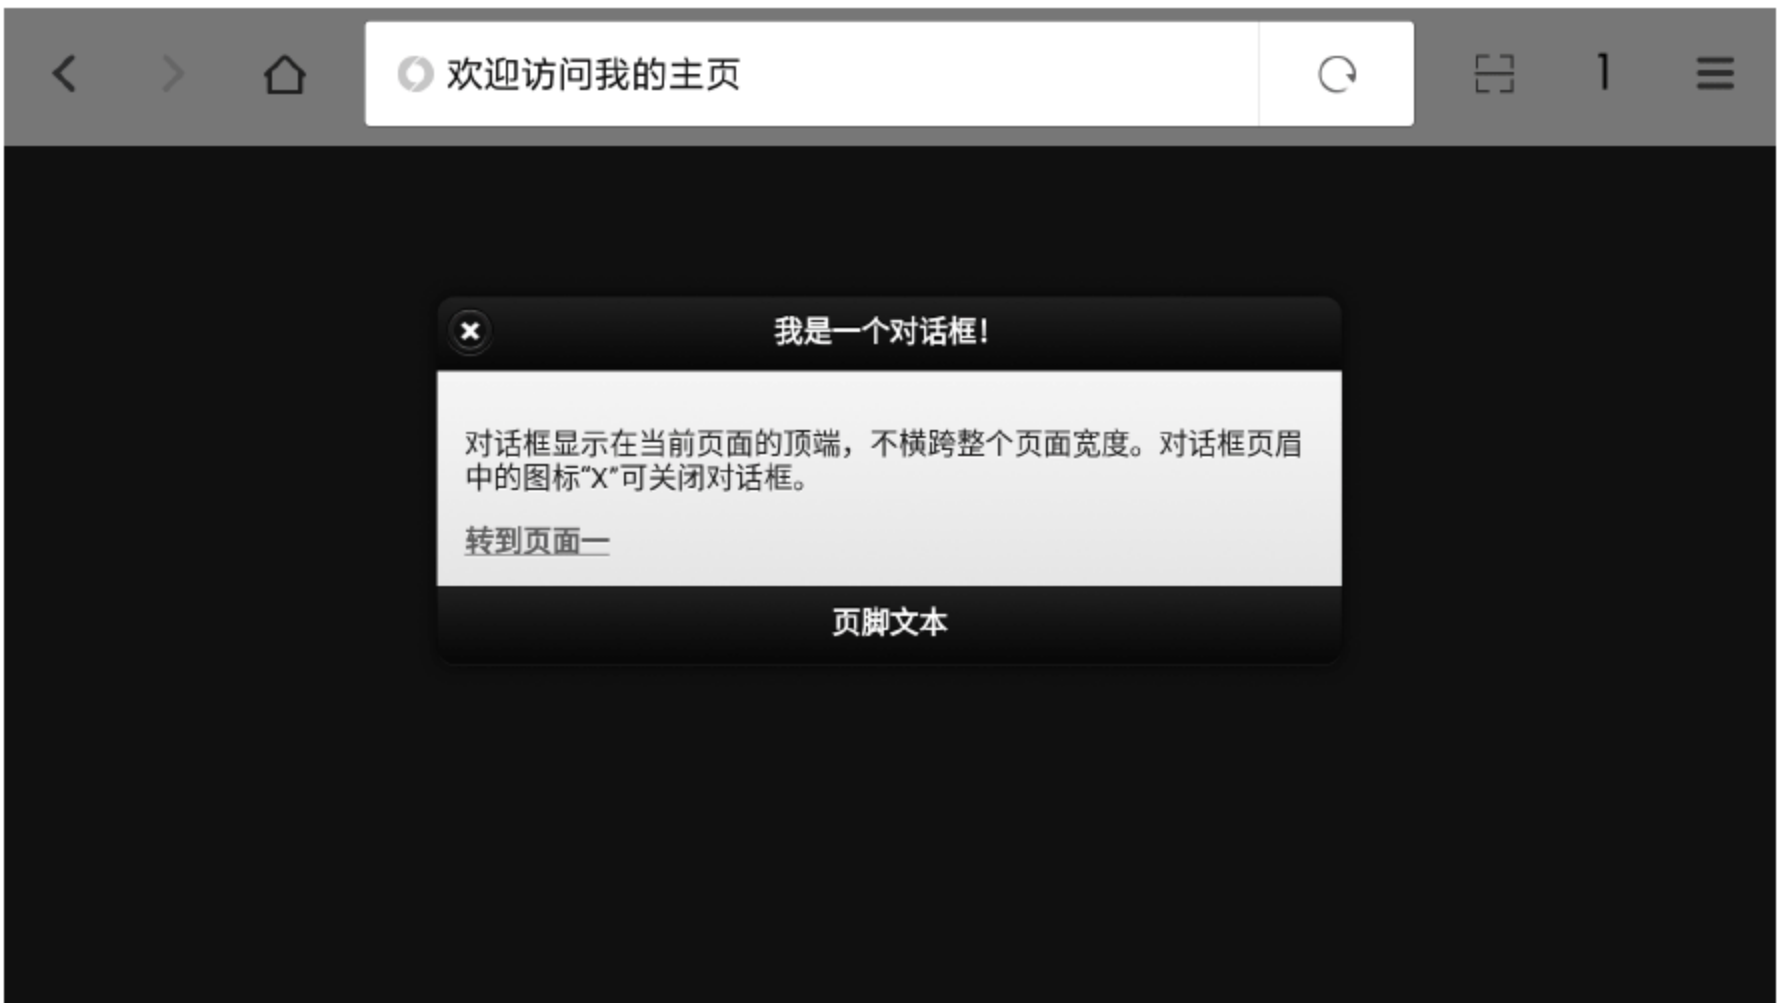 欢迎访问我的主页
1
我是一个对话框!
对话框显示在当前页面的顶端，不横跨整个页面宽度。对话框页眉
中的图标“X”可关闭对话框。
转到页面一
页脚文本